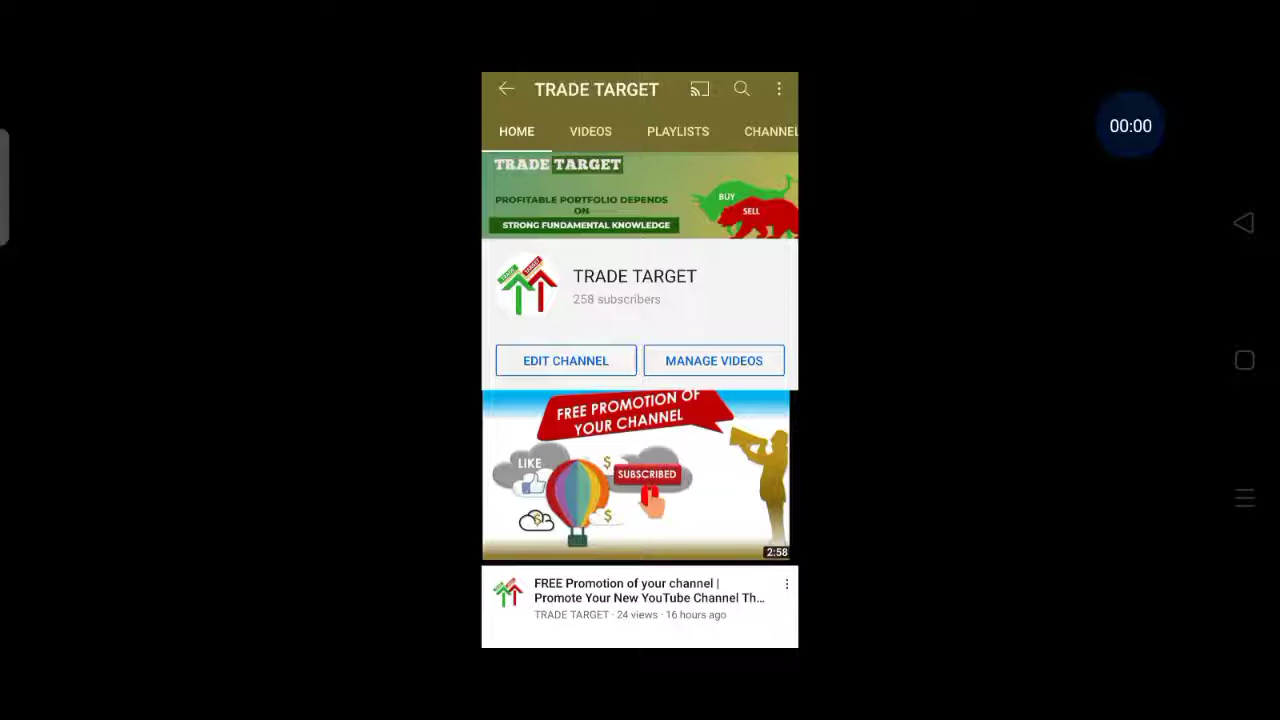 TRADE TARGET
HOME VIDEOS PLAYLISTS CHANNEL
TRADE TARGET
PROFITABLE PORTFOLIO DEPENDS
ON
STRONG FUNDAMENTAL KNOWLEDGE
BUY
SELL
TRADE TARGET
TRADE TARGET
258 subscribers
EDIT CHANNEL MANAGE VIDEOS
FREE PROMOTION OF
YOUR CHANNEL
LIKE
SUBSCRIBED
$
$
$
2:58
FREE Promotion of your channel |
Promote Your New YouTube Channel Th...
TRADE TARGET · 24 views · 16 hours ago
00:00